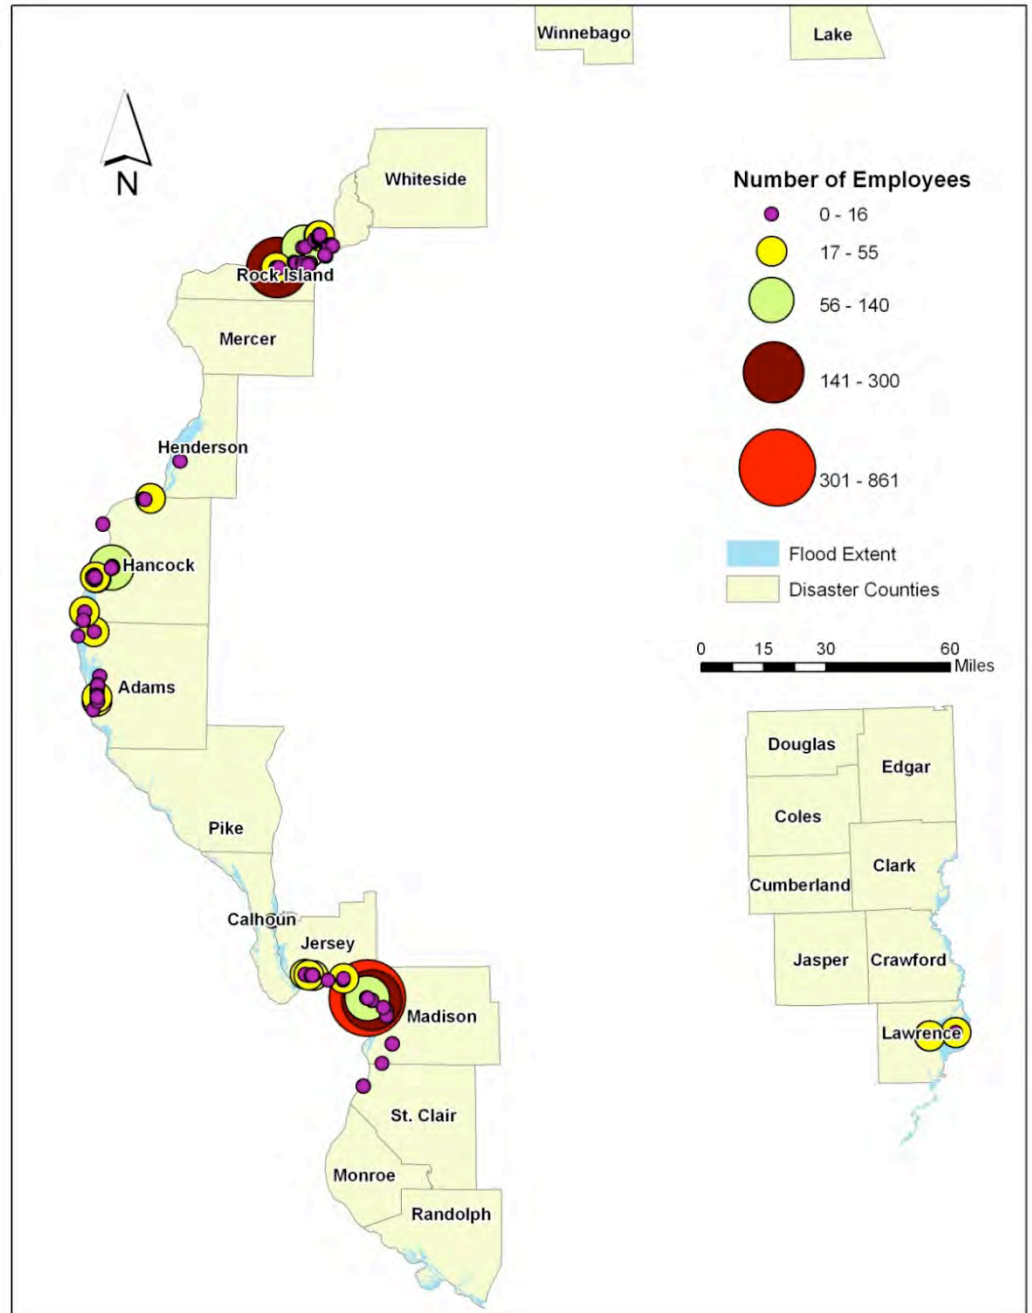 Winnebago
Lake
N
Whiteside
Number of Employees
0 - 16
17 - 55
56 - 140
141 - 300
301 - 861
Flood Extent
Disaster Counties
0 15 30 60
Miles
Rock Island
Mercer
Henderson
Hancock
Adams
Pike
Calhoun
Jersey
Madison
St. Clair
Monroe
Randolph
Douglas
Edgar
Coles
Clark
Cumberland
Jasper
Crawford
Lawrence